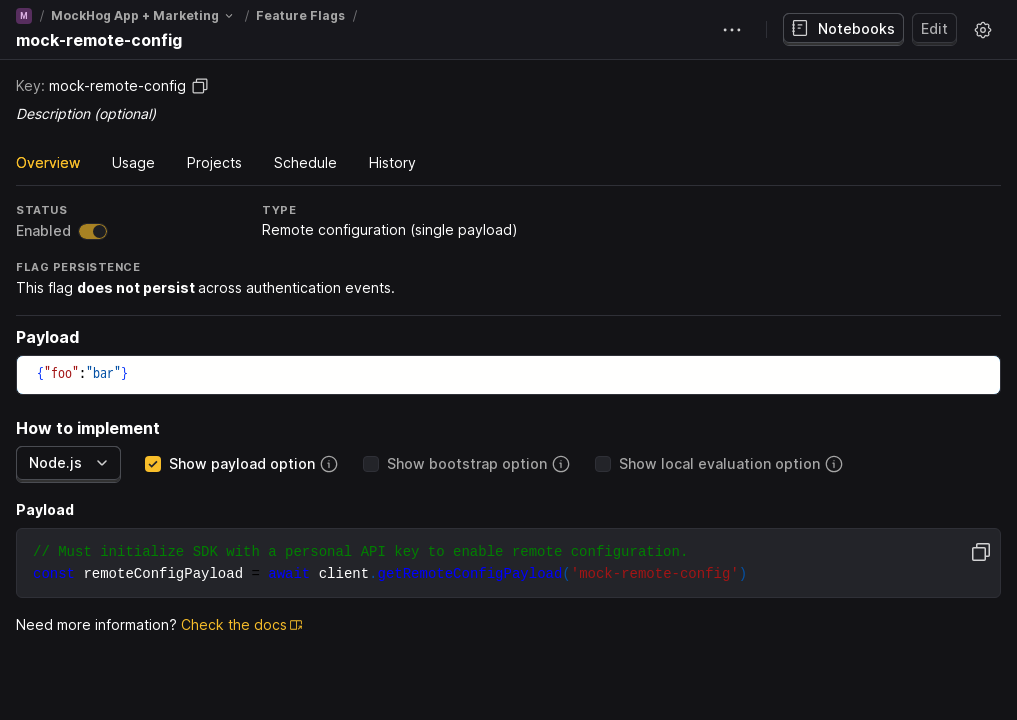 M / MockHog App + Marketing / Feature Flags /
mock-remote-config
Notebooks
Edit
Key: mock-remote-config
Description (optional)
Overview Usage Projects Schedule History
STATUS
Enabled
TYPE
Remote configuration (single payload)
FLAG PERSISTENCE
This flag does not persist across authentication events.
Payload
{"foo":"bar"}
How to implement
Node.js
Show payload option
Show bootstrap option
Show local evaluation option
Payload
// Must initialize SDK with a personal API key to enable remote configuration.
const remoteConfigPayload = await client.getRemoteConfigPayload('mock-remote-config')
Need more information? Check the docs